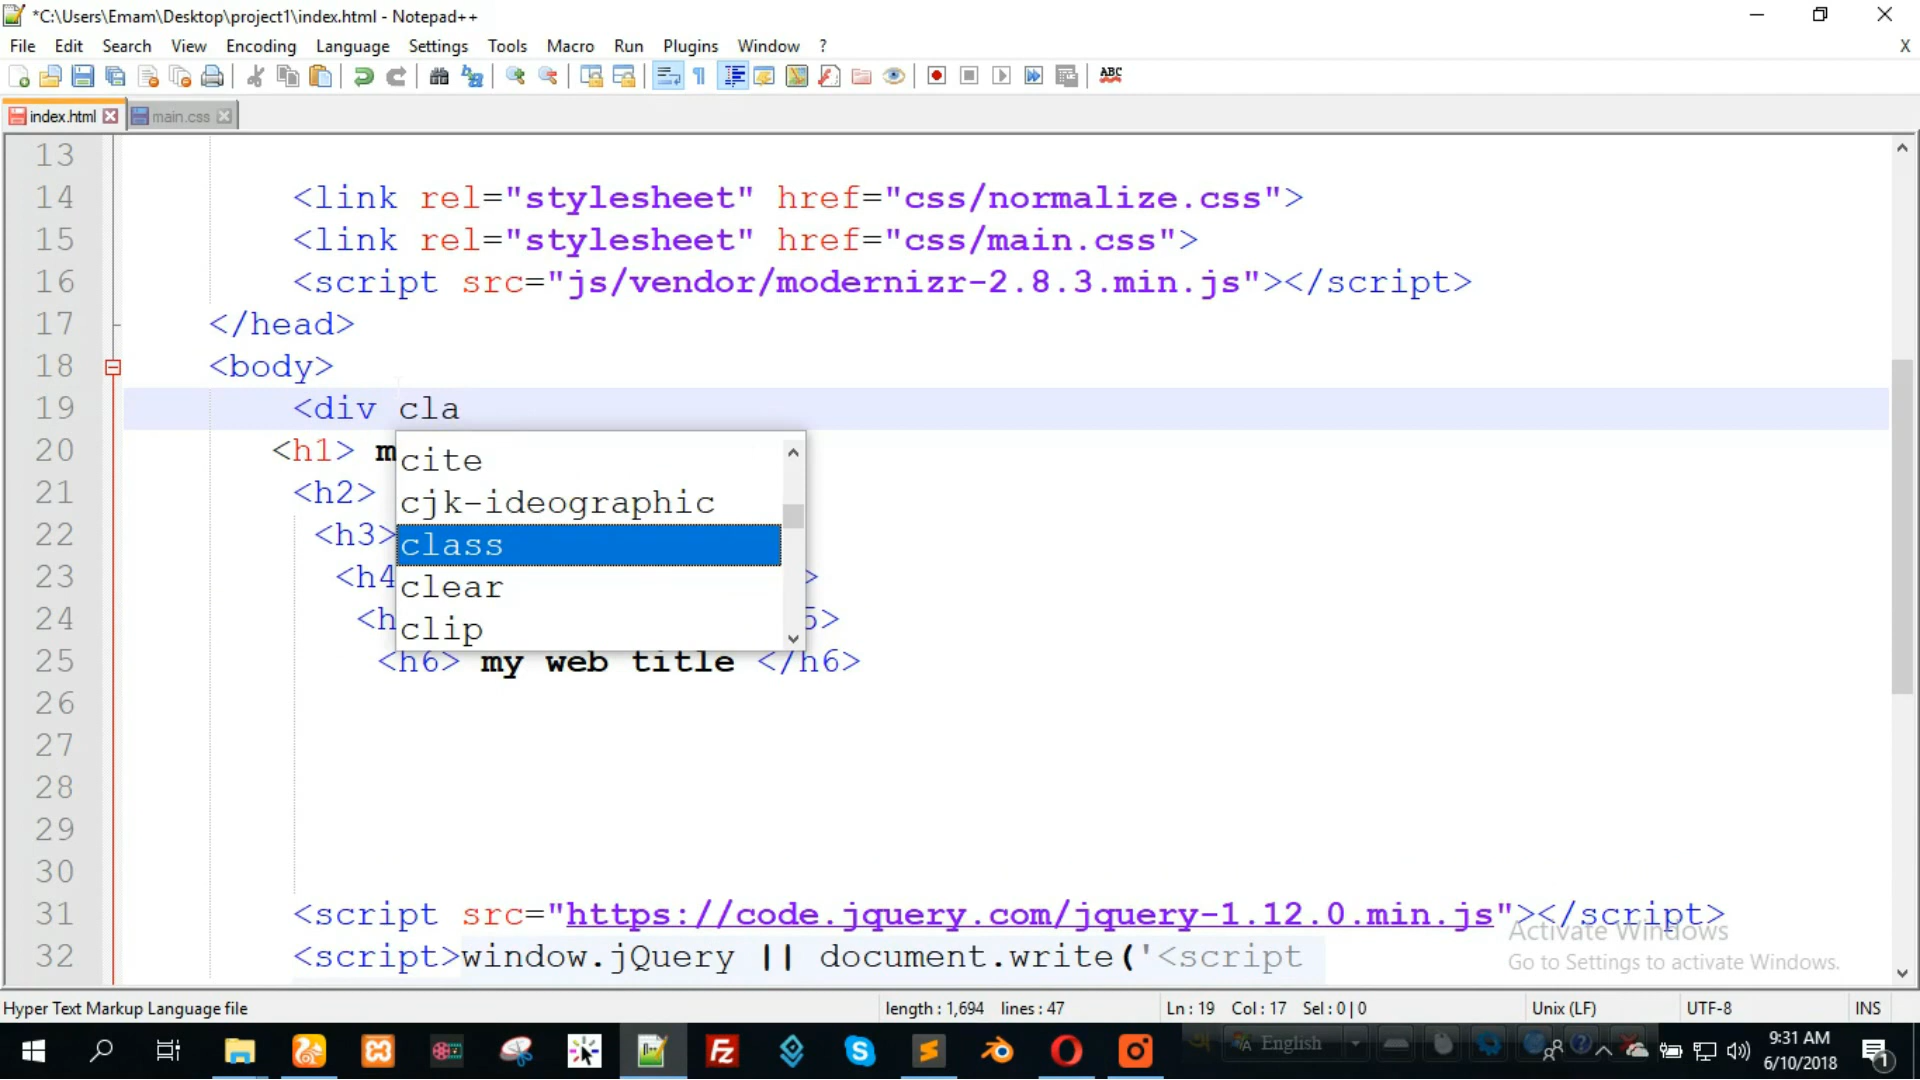 *C:\Users\Emam\Desktop\project1\index.html - Notepad++
File Edit Search View Encoding Language Settings Tools Macro Run Plugins Window ? X
ABC
index.html main.css
13
14 <link rel="stylesheet" href="css/normalize.css">
15 <link rel="stylesheet" href="css/main.css">
16 <script src="js/vendor/modernizr-2.8.3.min.js"></script>
17 </head>
18 <body>
19 <div cla
20 <h1> m
cite
21 <h2>
cjk-ideographic
22 <h3>
class
23 <h4 >
clear
24 <h 5>
clip
25 <h6> my web title </h6>
26
27
28
29
30
31 <script src="https://code.jquery.com/jquery-1.12.0.min.js"></script>
32 <script>window.jQuery || document.write('<script
Activate Windows
Go to Settings to activate Windows.
Hyper Text Markup Language file length : 1,694 lines : 47 Ln : 19 Col : 17 Sel : 0 | 0 Unix (LF) UTF-8 INS
English
9:31 AM
6/10/2018
1